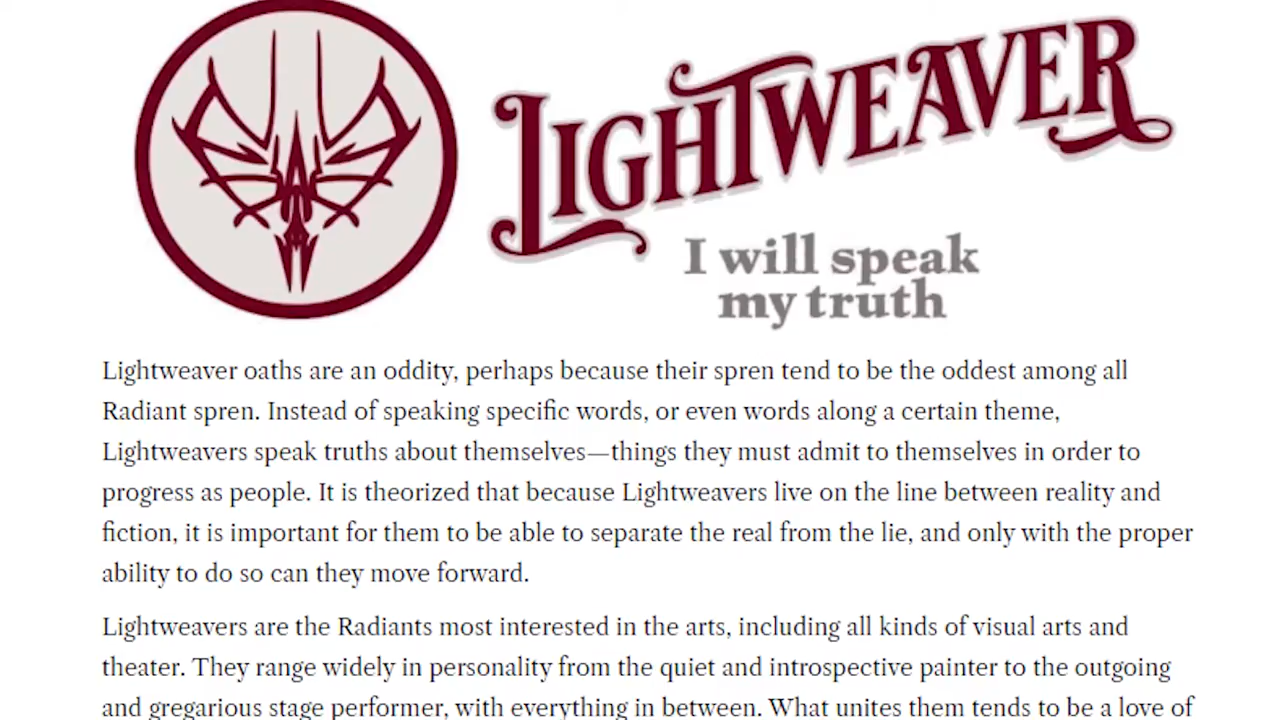 LIGHTWEAVER
I will speak
my truth
Lightweaver oaths are an oddity, perhaps because their spren tend to be the oddest among all
Radiant spren. Instead of speaking specific words, or even words along a certain theme,
Lightweavers speak truths about themselves—things they must admit to themselves in order to
progress as people. It is theorized that because Lightweavers live on the line between reality and
fiction, it is important for them to be able to separate the real from the lie, and only with the proper
ability to do so can they move forward.
Lightweavers are the Radiants most interested in the arts, including all kinds of visual arts and
theater. They range widely in personality from the quiet and introspective painter to the outgoing
and gregarious stage performer, with everything in between. What unites them tends to be a love of